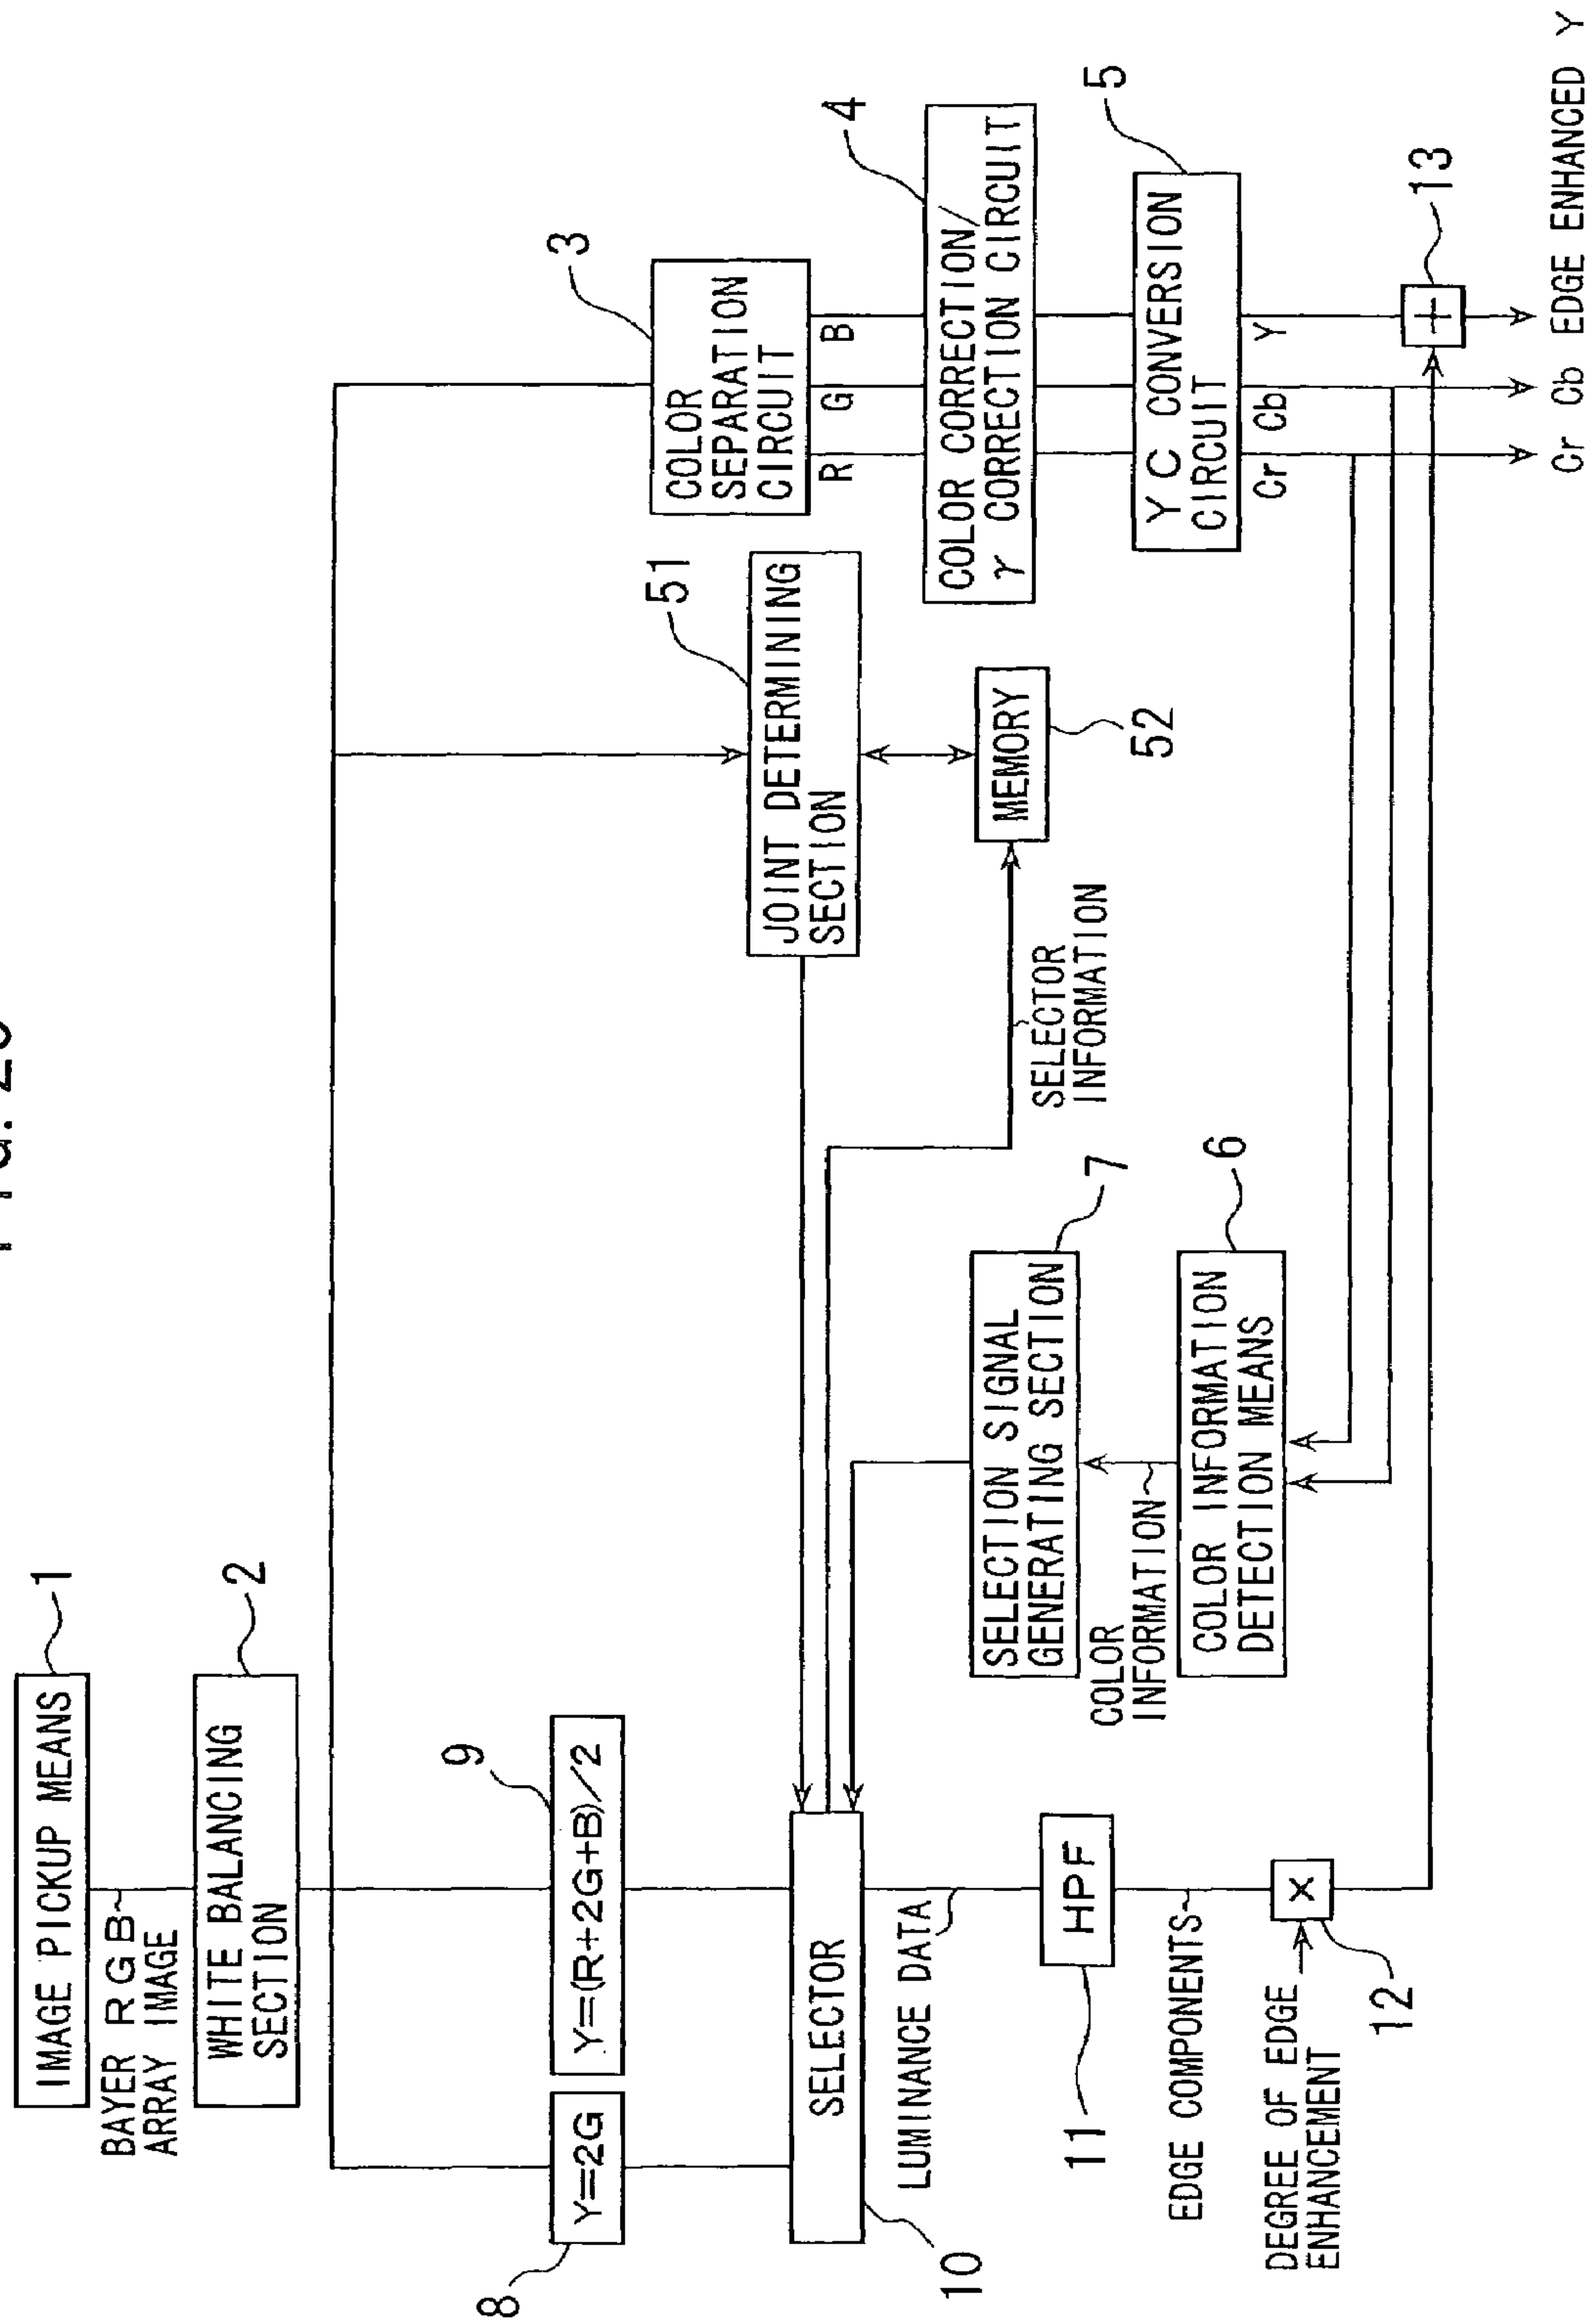 1
IMAGE PICKUP MEANS
BAYER RGB
ARRAY IMAGE
2
WHITE BALANCING
SECTION
3
COLOR
SEPARATION
CIRCUIT
R G B
4
COLOR CORRECTION/
γ CORRECTION CIRCUIT
5
YC CONVERSION
CIRCUIT
Cr Cb Y
13
+
Cr Cb EDGE ENHANCED Y
51
JOINT DETERMINING
SECTION
52
MEMORY
SELECTOR
INFORMATION
7
SELECTION SIGNAL
GENERATING SECTION
COLOR
INFORMATION
6
COLOR INFORMATION
DETECTION MEANS
8
Y=2G
9
Y=(R+2G+B)/2
10
SELECTOR
LUMINANCE DATA
11
HPF
EDGE COMPONENTS
12
×
DEGREE OF EDGE
ENHANCEMENT